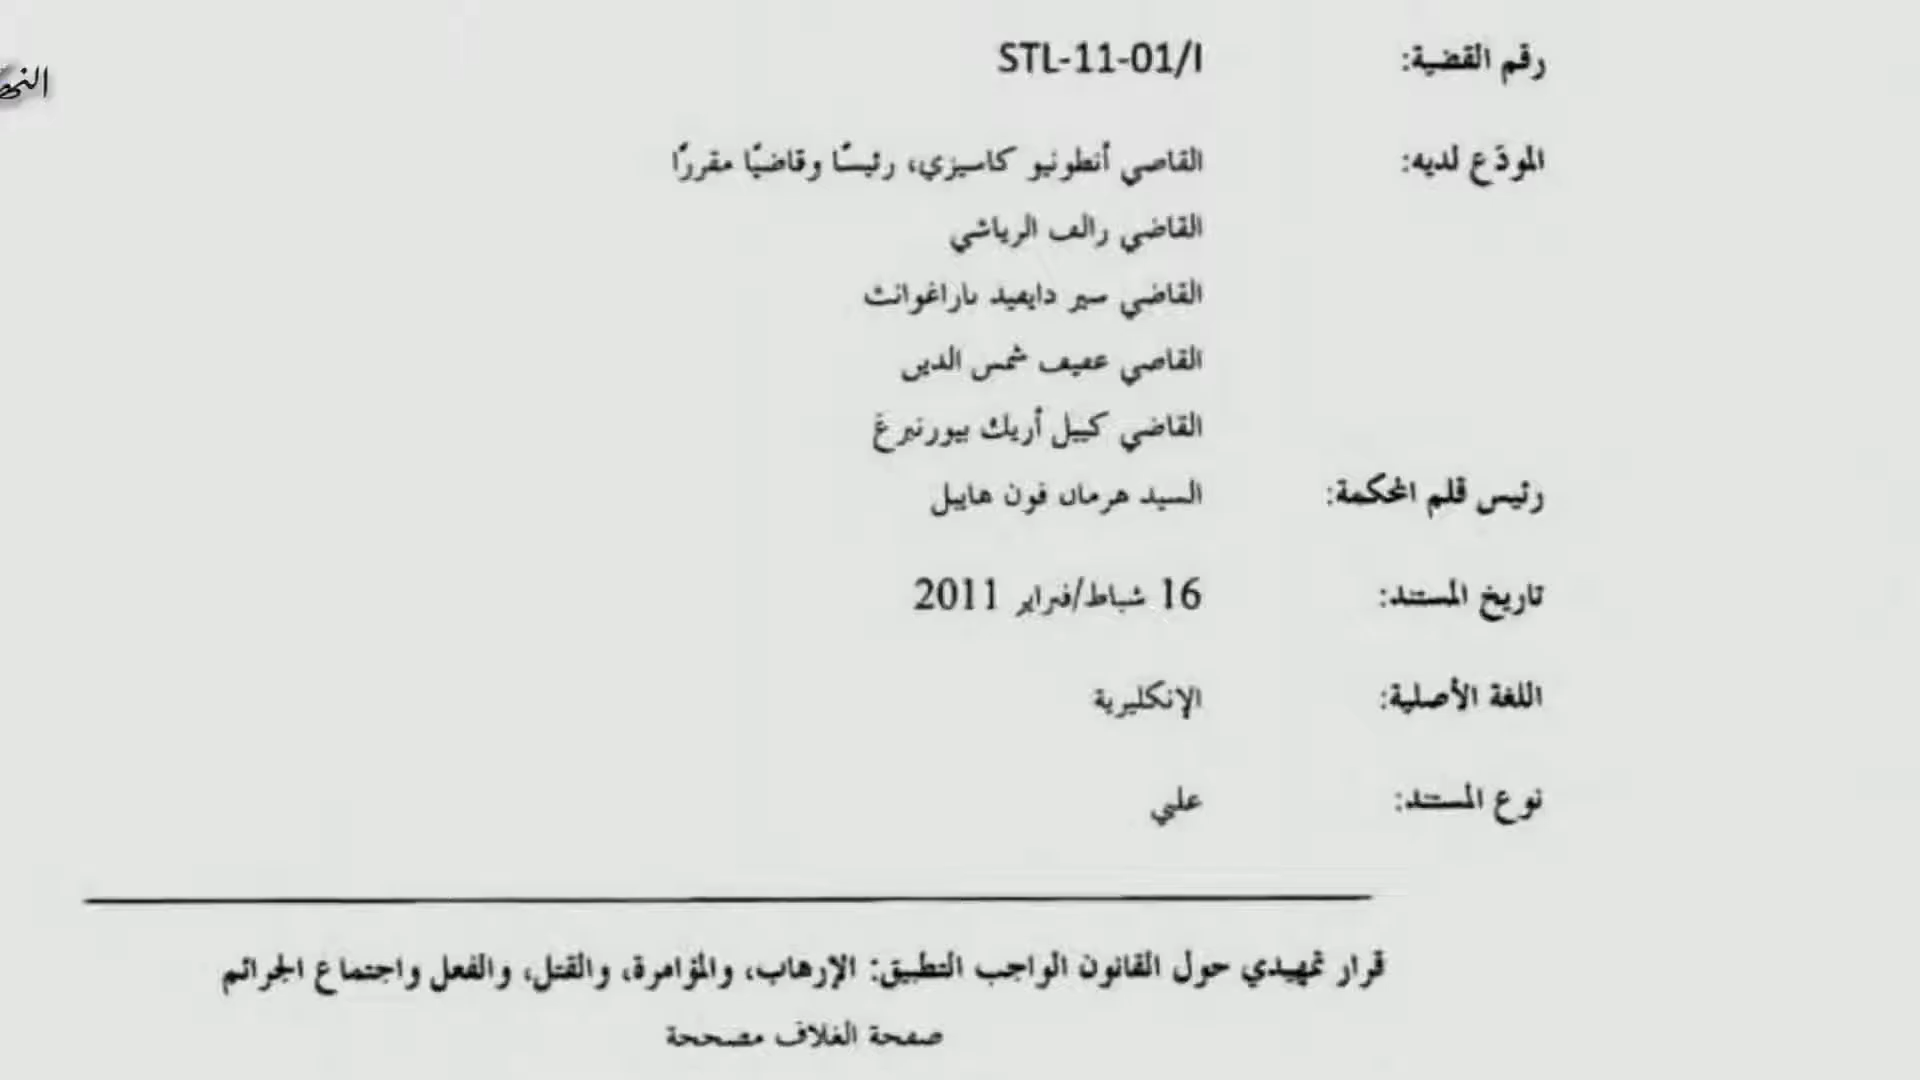 رقم القضية: STL-11-01/I
المودَع لديه: القاضي أنطونيو كاسيزي، رئيسًا وقاضيًا مقررًا
القاضي رالف الرياشي
القاضي سير دايفيد باراغوانث
القاضي عفيف شمس الدين
القاضي كييل أريك بيورنبرغ
رئيس قلم المحكمة: السيد هرمان فون هايبل
تاريخ المستند: 16 شباط/فبراير 2011
اللغة الأصلية: الإنكليزية
نوع المستند: علني
قرار تمهيدي حول القانون الواجب التطبيق: الإرهاب، والمؤامرة، والقتل، والفعل واجتماع الجرائم
صفحة الغلاف مصححة